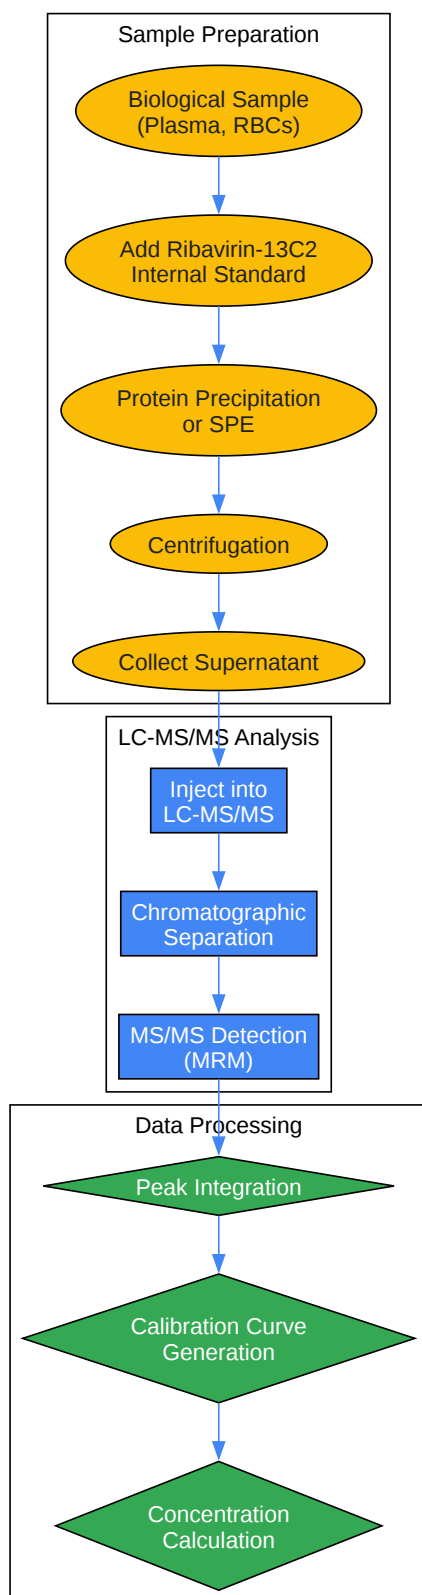 Sample Preparation
Biological Sample
(Plasma, RBCs)
Add Ribavirin-13C2
Internal Standard
Protein Precipitation
or SPE
Centrifugation
Collect Supernatant
LC-MS/MS Analysis
Inject into
LC-MS/MS
Chromatographic
Separation
MS/MS Detection
(MRM)
Data Processing
Peak Integration
Calibration Curve
Generation
Concentration
Calculation